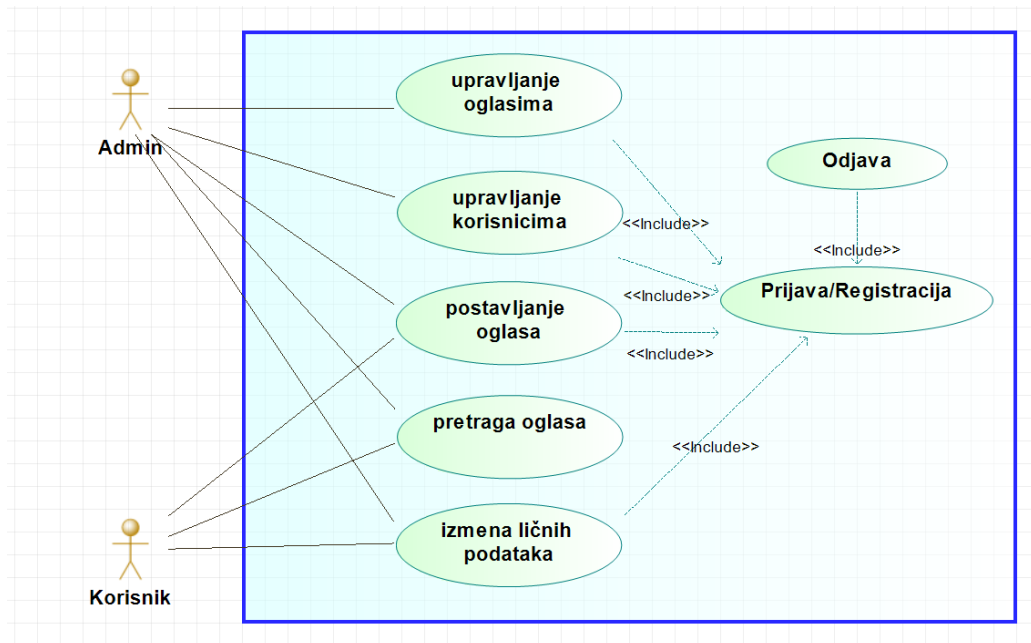 upravljanje
oglasima
Admin
Odjava
upravljanje
korisnicima
<<Include>>
<<Include>>
Prijava/Registracija
<<Include>>
postavljanje
oglasa
<<Include>>
pretraga oglasa
<<Include>>
izmena ličnih
podataka
Korisnik